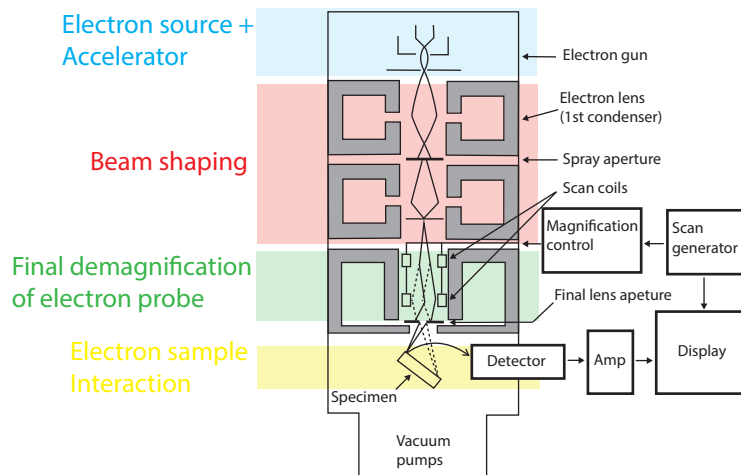 Electron source +
Accelerator
Electron gun
Electron lens
(1st condenser)
Beam shaping
Spray aperture
Scan coils
Magnification
control
Scan
generator
Final demagnification
of electron probe
Final lens apeture
Electron sample
Interaction
Detector
Amp
Display
Specimen
Vacuum
pumps